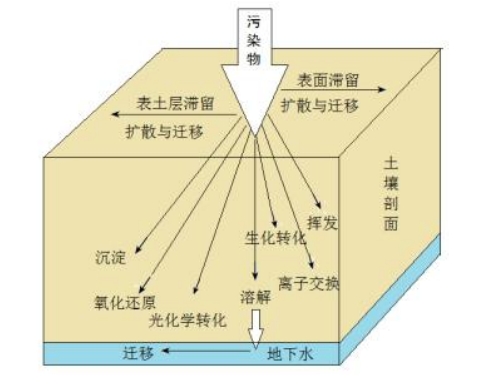 污染物
表面滞留
扩散与迁移
表土层滞留
扩散与迁移
土壤剖面
挥发
生化转化
沉淀
离子交换
氧化还原
溶解
光化学转化
迁移
地下水